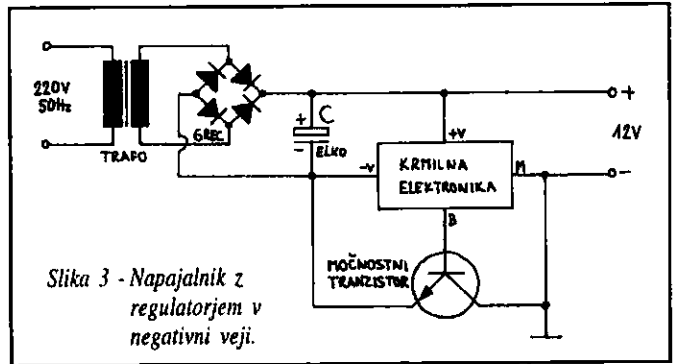 220V
50Hz
TRAFO
GREC
+ C
- ELKO
+V
-V
KRMILNA
ELEKTRONIKA
M
B
+
12V
-
MOČNOSTNI
TRANZISTOR
Slika 3 - Napajalnik z
regulatorjem v
negativni veji.